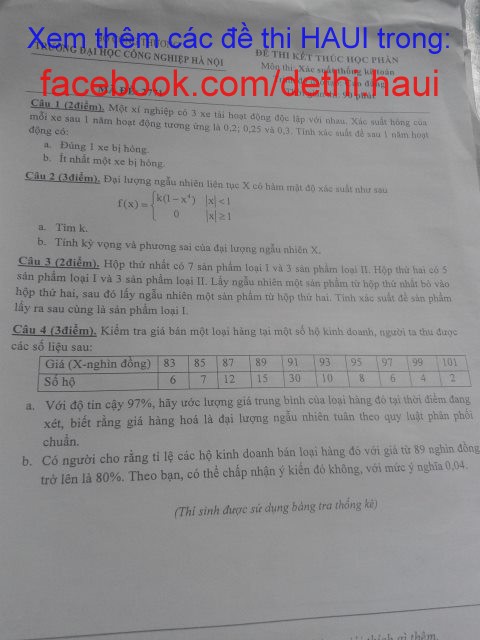 Xem thêm các đề thi HAUI trong:
TRƯỜNG ĐẠI HỌC CÔNG NGHIỆP HÀ NỘI
ĐỀ THI KẾT THÚC HỌC PHẦN
Môn thi: Xác suất thống kê toán
facebook.com/dethi.haui
Câu 1 (2điểm). Một xí nghiệp có 3 xe tải hoạt động độc lập với nhau. Xác suất hỏng của
mỗi xe sau 1 năm hoạt động tương ứng là 0,2; 0,25 và 0,3. Tính xác suất để sau 1 năm hoạt
động có:
a. Đúng 1 xe bị hỏng.
b. Ít nhất một xe bị hỏng.
Câu 2 (3điểm). Đại lượng ngẫu nhiên liên tục X có hàm mật độ xác suất như sau
f(x) = { k(1 − x⁴) |x| < 1
0 |x| ≥ 1
a. Tìm k.
b. Tính kỳ vọng và phương sai của đại lượng ngẫu nhiên X.
Câu 3 (2điểm). Hộp thứ nhất có 7 sản phẩm loại I và 3 sản phẩm loại II. Hộp thứ hai có 5
sản phẩm loại I và 3 sản phẩm loại II. Lấy ngẫu nhiên một sản phẩm từ hộp thứ nhất bỏ vào
hộp thứ hai, sau đó lấy ngẫu nhiên một sản phẩm từ hộp thứ hai. Tính xác suất để sản phẩm
lấy ra sau cùng là sản phẩm loại I.
Câu 4 (3điểm). Kiểm tra giá bán một loại hàng tại một số hộ kinh doanh, người ta thu được
các số liệu sau:
Giá (X-nghìn đồng) 83 85 87 89 91 93 95 97 99 101
Số hộ 6 7 12 15 30 10 8 6 4 2
a. Với độ tin cậy 97%, hãy ước lượng giá trung bình của loại hàng đó tại thời điểm đang
xét, biết rằng giá hàng hoá là đại lượng ngẫu nhiên tuân theo quy luật phân phối
chuẩn.
b. Có người cho rằng tỉ lệ các hộ kinh doanh bán loại hàng đó với giá từ 89 nghìn đồng
trở lên là 80%. Theo bạn, có thể chấp nhận ý kiến đó không, với mức ý nghĩa 0,04.
(Thí sinh được sử dụng bảng tra thống kê)